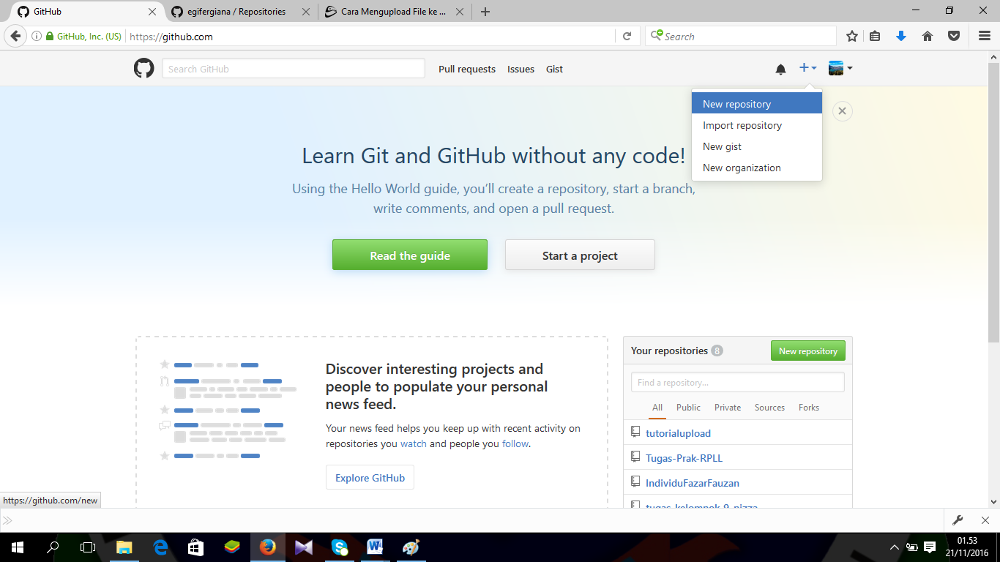 GitHub
egifergiana / Repositories
Cara Mengupload File ke ...
GitHub, Inc. (US)
https://github.com
Search
Search GitHub
Pull requests
Issues
Gist
New repository
Import repository
New gist
New organization
Learn Git and GitHub without any code!
Using the Hello World guide, you’ll create a repository, start a branch,
write comments, and open a pull request.
Read the guide
Start a project
Discover interesting projects and
people to populate your personal
news feed.
Your news feed helps you keep up with recent activity on
repositories you watch and people you follow.
Explore GitHub
Your repositories 8
New repository
Find a repository...
All
Public
Private
Sources
Forks
tutorialupload
Tugas-Prak-RPLL
IndividuFazarFauzan
tugas-kelompok-9-pizza
https://github.com/new
01.53
21/11/2016